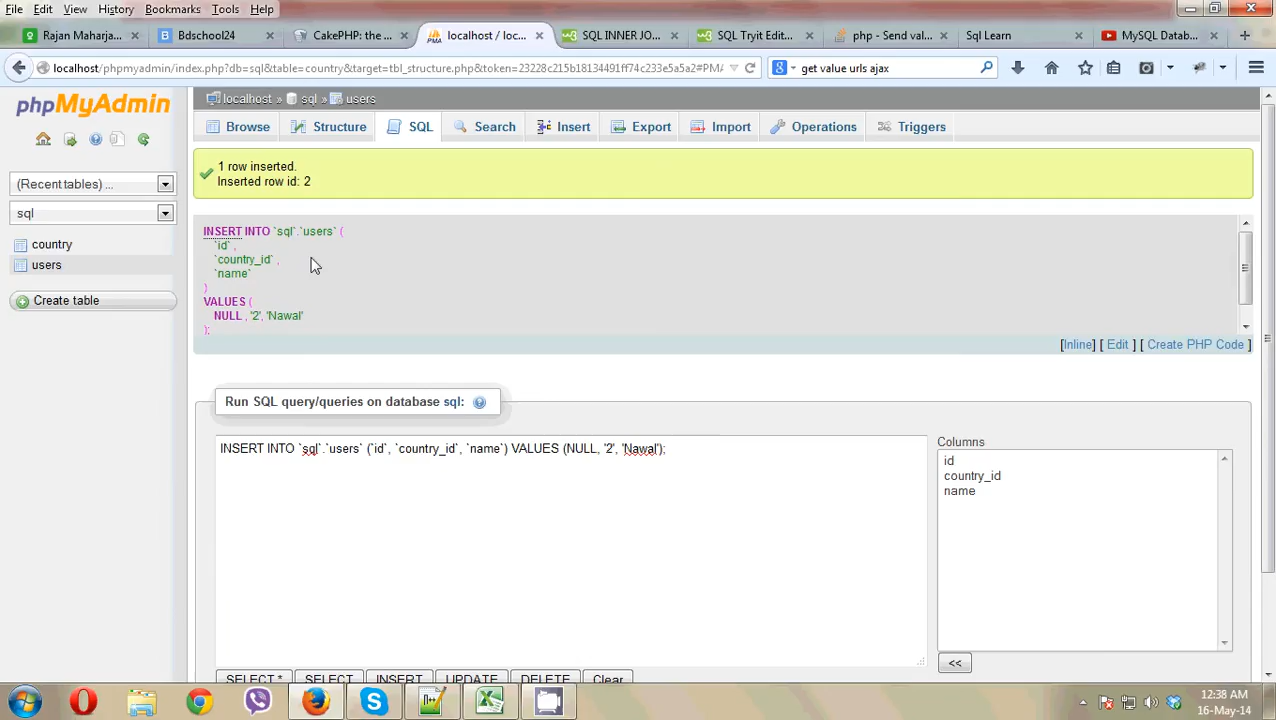 File Edit View History Bookmarks Tools Help
Rajan Maharja... Bdschool24 CakePHP: the ... localhost / loc... SQL INNER JO... SQL Tryit Edit... php - Send val... Sql Learn MySQL Datab...
localhost/phpmyadmin/index.php?db=sql&table=country&target=tbl_structure.php&token=23228c215b18134491ff74c233e5a5a2#PMA get value urls ajax
phpMyAdmin
localhost » sql » users
Browse Structure SQL Search Insert Export Import Operations Triggers
1 row inserted.
Inserted row id: 2
(Recent tables) ...
sql
country
users
Create table
INSERT INTO `sql`.`users` (
`id` ,
`country_id` ,
`name`
)
VALUES (
NULL , '2', 'Nawal'
);
[Inline] [ Edit ] [ Create PHP Code ]
Run SQL query/queries on database sql:
INSERT INTO `sql`.`users` (`id`, `country_id`, `name`) VALUES (NULL, '2', 'Nawal');
Columns
id
country_id
name
<<
SELECT * SELECT INSERT UPDATE DELETE Clear
12:38 AM
16-May-14